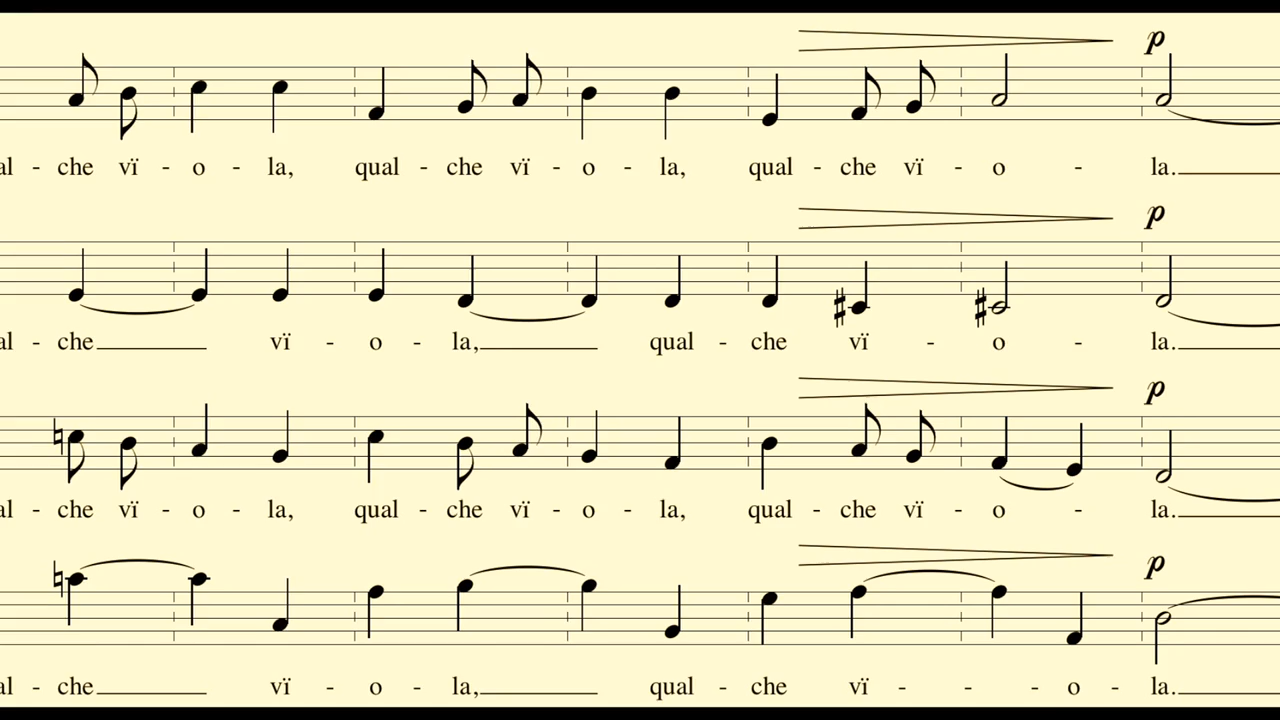 p
al - che vï - o - la, qual - che vï - o - la, qual - che vï - o - la.
p
al - che vï - o - la, qual - che vï - o - la.
p
al - che vï - o - la, qual - che vï - o - la, qual - che vï - o - la.
p
al - che vï - o - la, qual - che vï - - - o - la.